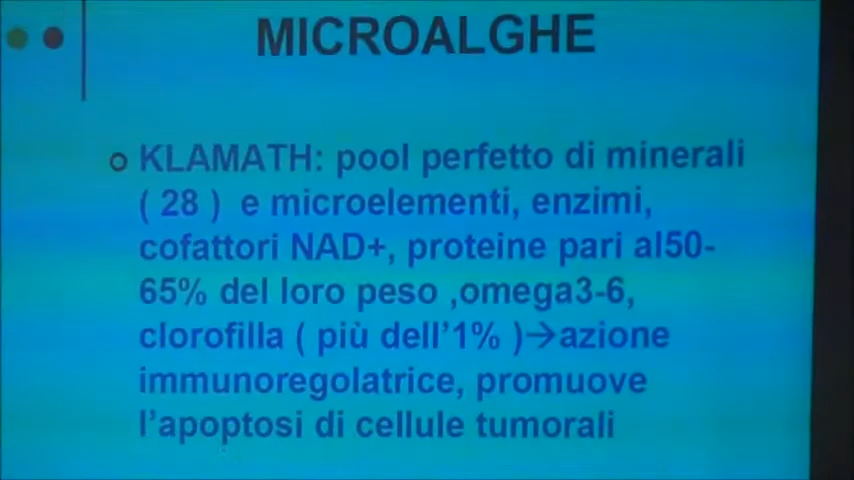 MICROALGHE
KLAMATH: pool perfetto di minerali
( 28 ) e microelementi, enzimi,
cofattori NAD+, proteine pari al50-
65% del loro peso ,omega3-6,
clorofilla ( più dell'1% )→azione
immunoregolatrice, promuove
l'apoptosi di cellule tumorali